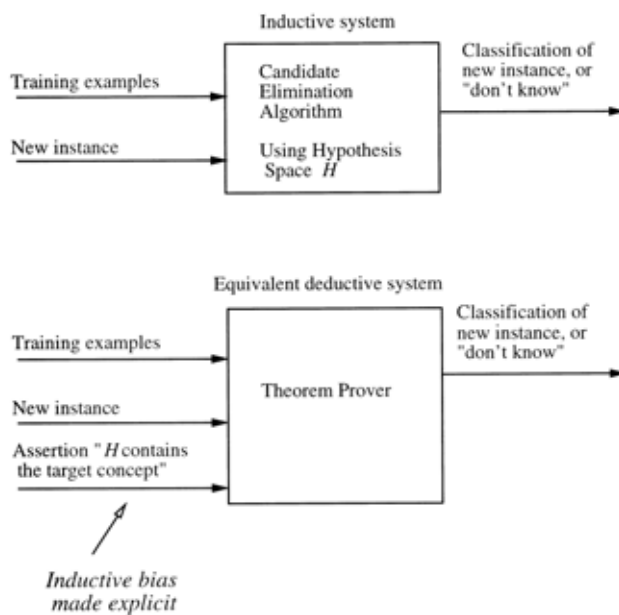 Inductive system
Classification of
new instance, or
"don't know"
Training examples
Candidate
Elimination
Algorithm
New instance
Using Hypothesis
Space H
Equivalent deductive system
Classification of
new instance, or
"don't know"
Training examples
Theorem Prover
New instance
Assertion "H contains
the target concept"
Inductive bias
made explicit